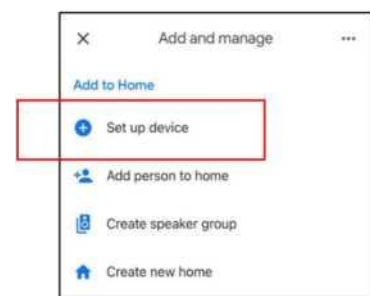 Add and manage
Add to Home
Set up device
Add person to home
Create speaker group
Create new home